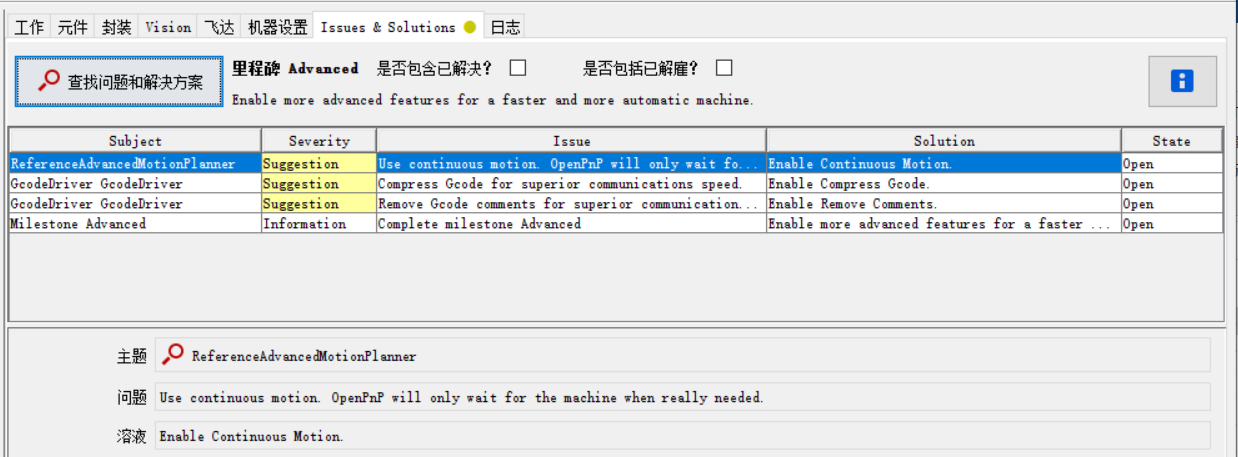 工作 元件 封装 Vision 飞达 机器设置 Issues & Solutions 日志
查找问题和解决方案 里程碑 Advanced 是否包含已解决? 是否包括已解雇?
Enable more advanced features for a faster and more automatic machine.
Subject Severity Issue Solution State
ReferenceAdvancedMotionPlanner Suggestion Use continuous motion. OpenPnP will only wait fo... Enable Continuous Motion. Open
GcodeDriver GcodeDriver Suggestion Compress Gcode for superior communications speed. Enable Compress Gcode. Open
GcodeDriver GcodeDriver Suggestion Remove Gcode comments for superior communication... Enable Remove Comments. Open
Milestone Advanced Information Complete milestone Advanced Enable more advanced features for a faster ... Open
主题 ReferenceAdvancedMotionPlanner
问题 Use continuous motion. OpenPnP will only wait for the machine when really needed.
溶液 Enable Continuous Motion.